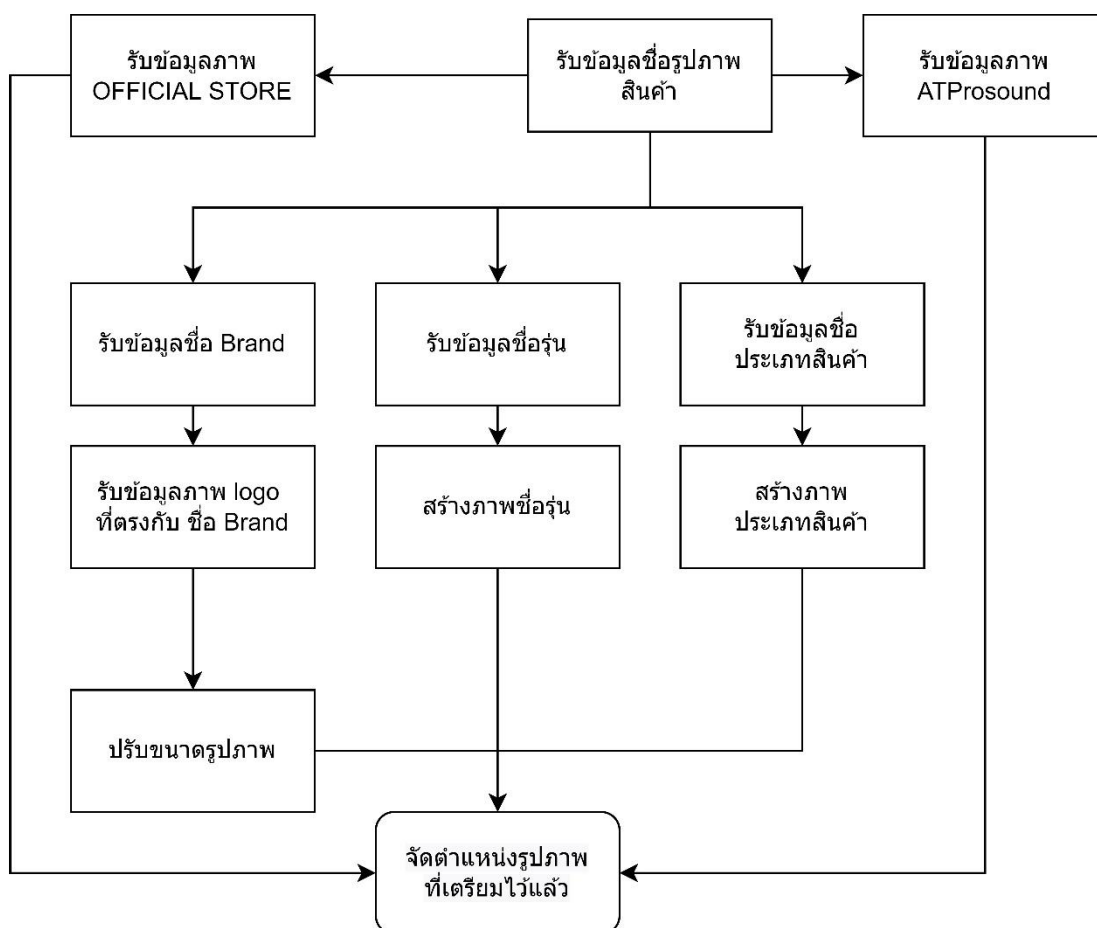 รับข้อมูลภาพ
OFFICIAL STORE
รับข้อมูลชื่อรูปภาพ
สินค้า
รับข้อมูลภาพ
ATProsound
รับข้อมูลชื่อ Brand
รับข้อมูลชื่อรุ่น
รับข้อมูลชื่อ
ประเภทสินค้า
รับข้อมูลภาพ logo
ที่ตรงกับ ชื่อ Brand
สร้างภาพชื่อรุ่น
สร้างภาพ
ประเภทสินค้า
ปรับขนาดรูปภาพ
จัดตำแหน่งรูปภาพ
ที่เตรียมไว้แล้ว